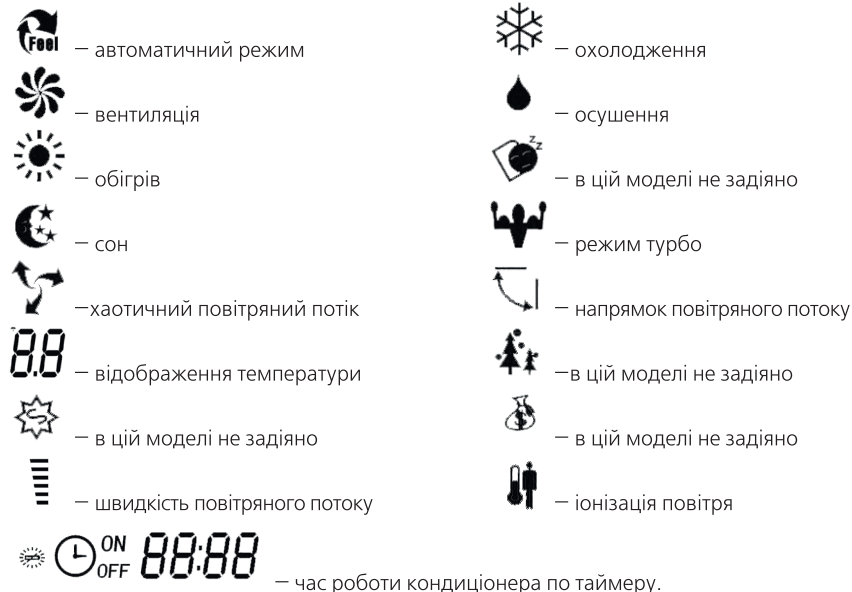 Feel – автоматичний режим
– охолодження
– вентиляція
– осушення
– обігрів
zz – в цій моделі не задіяно
– сон
– режим турбо
–хаотичний повітряний потік
– напрямок повітряного потоку
8.8 – відображення температури
–в цій моделі не задіяно
– в цій моделі не задіяно
$ – в цій моделі не задіяно
– швидкість повітряного потоку
– іонізація повітря
ON OFF 88:88 – час роботи кондиціонера по таймеру.